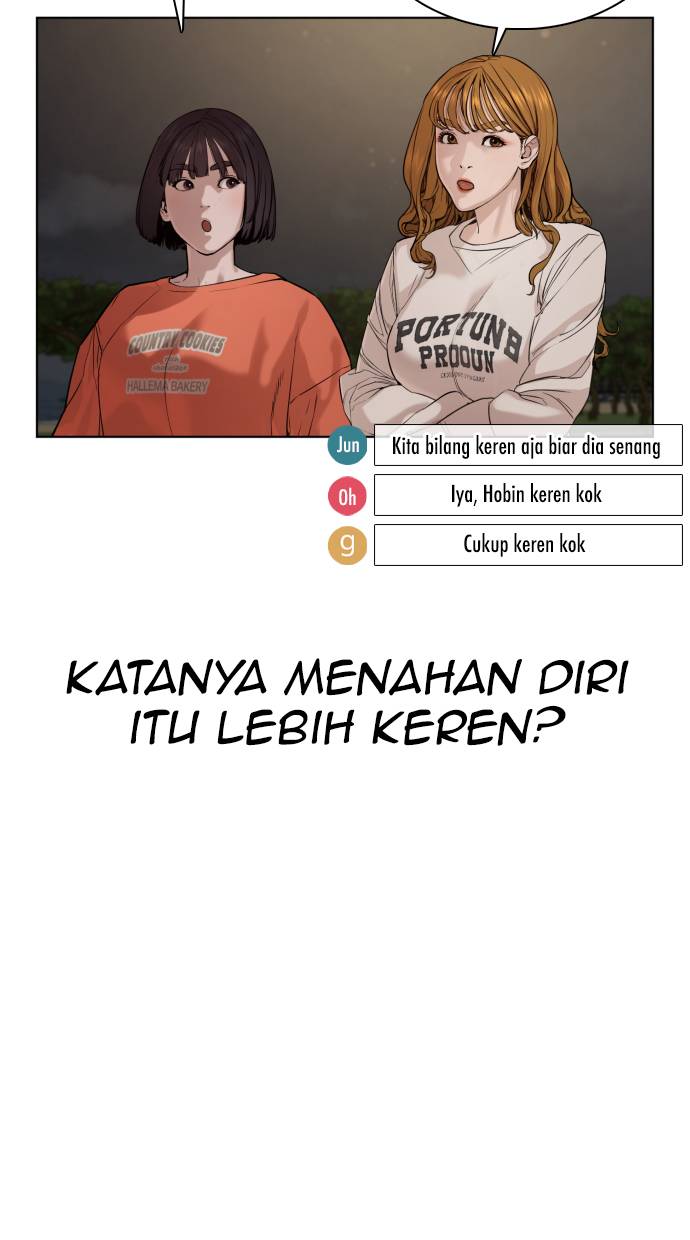 COUNTRY COOKIES
HALLEMA BAKERY
PORTUNB
PRODUN
Jun
Kita bilang keren aja biar dia senang
Oh
Iya, Hobin keren kok
g
Cukup keren kok
KATANYA MENAHAN DIRI
ITU LEBIH KEREN?